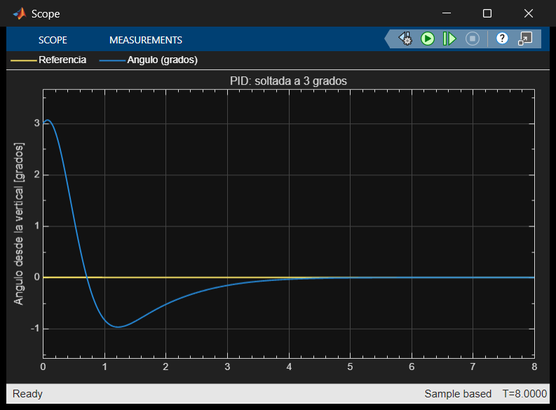 Scope
SCOPE MEASUREMENTS
Referencia Angulo (grados)
PID: soltada a 3 grados
Angulo desde la vertical [grados]
3
2
1
0
-1
0 1 2 3 4 5 6 7 8
Ready Sample based T=8.0000